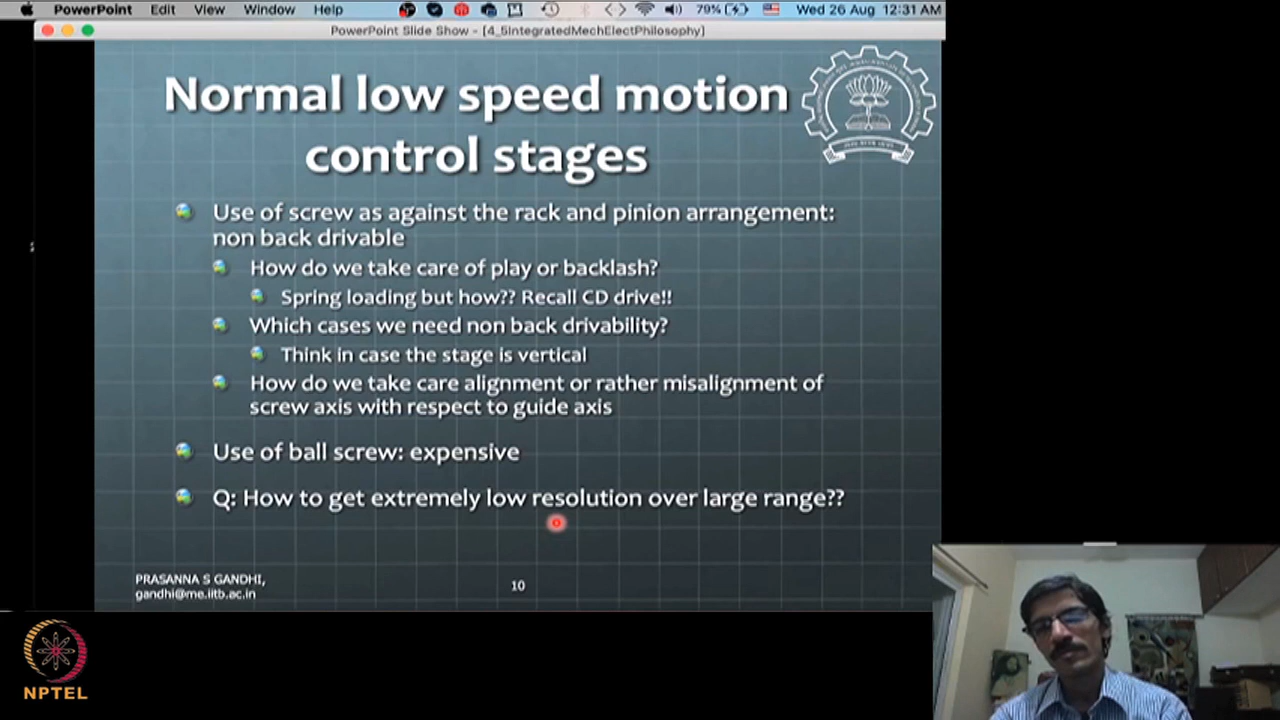 PowerPoint Edit View Window Help 79% Wed 26 Aug 12:31 AM
PowerPoint Slide Show - [4_5IntegratedMechElectPhilosophy]
Normal low speed motion
control stages
Use of screw as against the rack and pinion arrangement:
non back drivable
How do we take care of play or backlash?
Spring loading but how?? Recall CD drive!!
Which cases we need non back drivability?
Think in case the stage is vertical
How do we take care alignment or rather misalignment of
screw axis with respect to guide axis
Use of ball screw: expensive
Q: How to get extremely low resolution over large range??
PRASANNA S GANDHI,
gandhi@me.iitb.ac.in
10
NPTEL